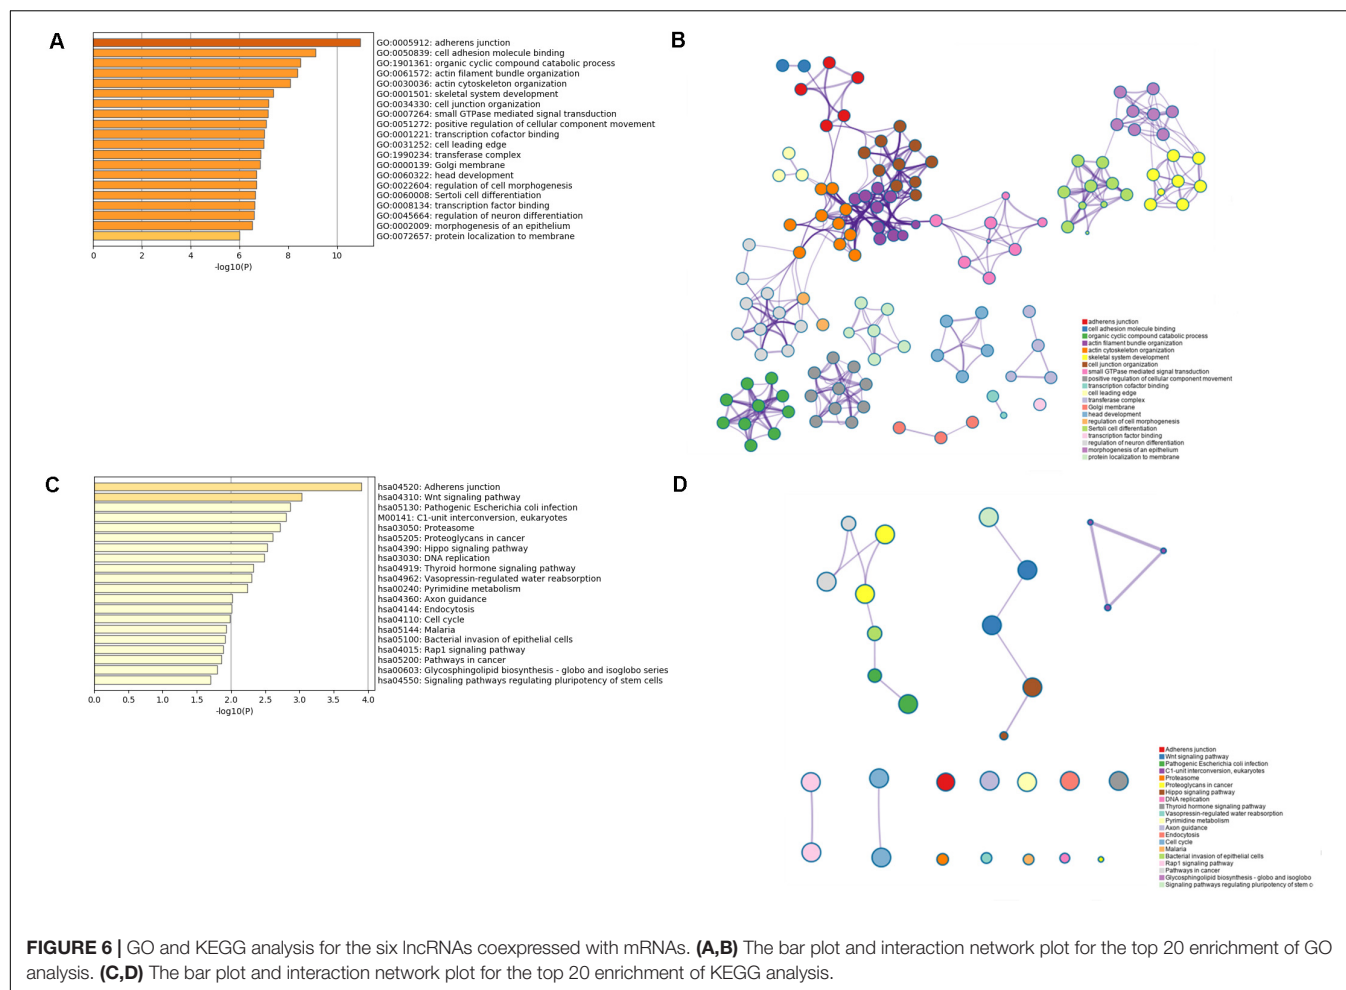 A
GO:0005912: adherens junction
GO:0050839: cell adhesion molecule binding
GO:1901361: organic cyclic compound catabolic process
GO:0061572: actin filament bundle organization
GO:0030036: actin cytoskeleton organization
GO:0001501: skeletal system development
GO:0034330: cell junction organization
GO:0007264: small GTPase mediated signal transduction
GO:0051272: positive regulation of cellular component movement
GO:0001221: transcription cofactor binding
GO:0031252: cell leading edge
GO:1990234: transferase complex
GO:0000139: Golgi membrane
GO:0060322: head development
GO:0022604: regulation of cell morphogenesis
GO:0060008: Sertoli cell differentiation
GO:0008134: transcription factor binding
GO:0045664: regulation of neuron differentiation
GO:0002009: morphogenesis of an epithelium
GO:0072657: protein localization to membrane
0 2 4 6 8 10
-log10(P)
B
adherens junction
cell adhesion molecule binding
organic cyclic compound catabolic process
actin filament bundle organization
actin cytoskeleton organization
skeletal system development
cell junction organization
small GTPase mediated signal transduction
positive regulation of cellular component movement
transcription cofactor binding
cell leading edge
transferase complex
Golgi membrane
head development
regulation of cell morphogenesis
Sertoli cell differentiation
transcription factor binding
regulation of neuron differentiation
morphogenesis of an epithelium
protein localization to membrane
C
hsa04520: Adherens junction
hsa04310: Wnt signaling pathway
hsa05130: Pathogenic Escherichia coli infection
M00141: C1-unit interconversion, eukaryotes
hsa03050: Proteasome
hsa05205: Proteoglycans in cancer
hsa04390: Hippo signaling pathway
hsa03030: DNA replication
hsa04919: Thyroid hormone signaling pathway
hsa04962: Vasopressin-regulated water reabsorption
hsa00240: Pyrimidine metabolism
hsa04360: Axon guidance
hsa04144: Endocytosis
hsa04110: Cell cycle
hsa05144: Malaria
hsa05100: Bacterial invasion of epithelial cells
hsa04015: Rap1 signaling pathway
hsa05200: Pathways in cancer
hsa00603: Glycosphingolipid biosynthesis - globo and isoglobo series
hsa04550: Signaling pathways regulating pluripotency of stem cells
0.0 0.5 1.0 1.5 2.0 2.5 3.0 3.5 4.0
-log10(P)
D
Adherens junction
Wnt signaling pathway
Pathogenic Escherichia coli infection
C1-unit interconversion, eukaryotes
Proteasome
Proteoglycans in cancer
Hippo signaling pathway
DNA replication
Thyroid hormone signaling pathway
Vasopressin-regulated water reabsorption
Pyrimidine metabolism
Axon guidance
Endocytosis
Cell cycle
Malaria
Bacterial invasion of epithelial cells
Rap1 signaling pathway
Pathways in cancer
Glycosphingolipid biosynthesis - globo and isoglobo
Signaling pathways regulating pluripotency of stem c
FIGURE 6 | GO and KEGG analysis for the six lncRNAs coexpressed with mRNAs. (A,B) The bar plot and interaction network plot for the top 20 enrichment of GO
analysis. (C,D) The bar plot and interaction network plot for the top 20 enrichment of KEGG analysis.